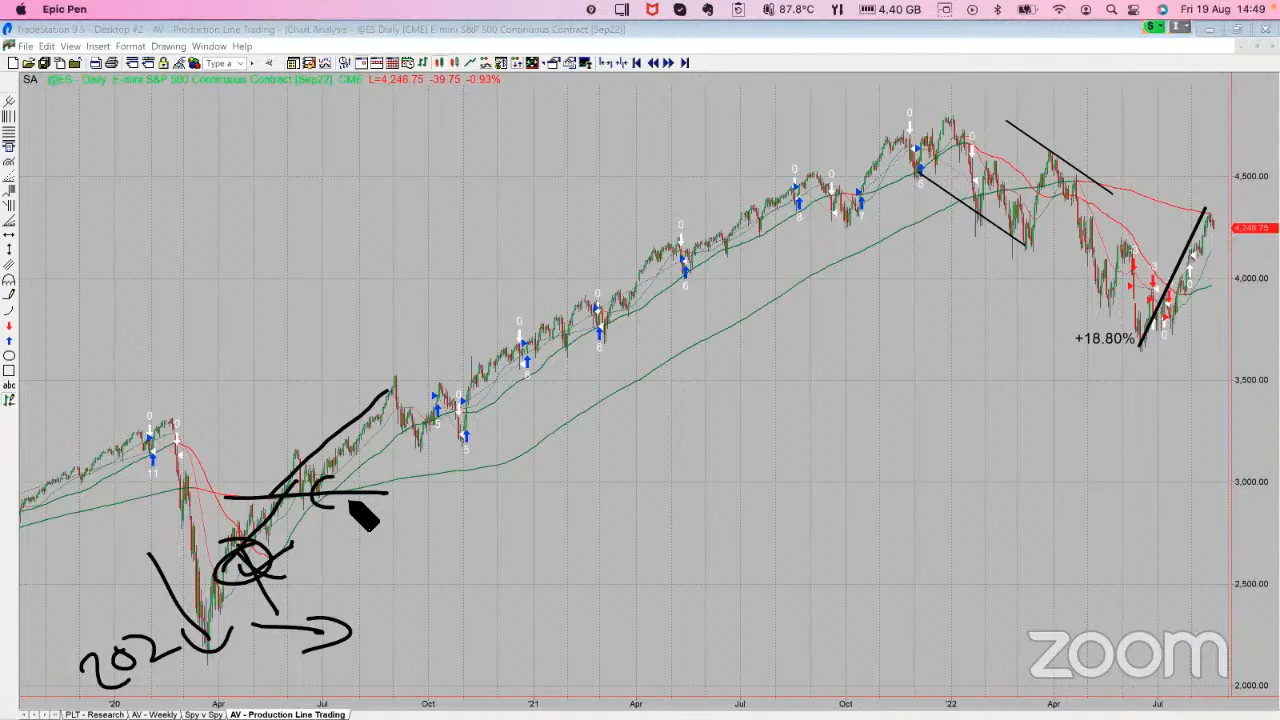 Epic Pen
87.8°C
4.40 GB
Fri 19 Aug 14:49
TradeStation 9.5 - Desktop #2 - AV - Production Line Trading - [Chart Analysis - @ES Daily [CME] E-mini S&P 500 Continuous Contract [Sep22]]
File Edit View Insert Format Drawing Window Help
Type a
SA @ES - Daily E-mini S&P 500 Continuous Contract [Sep22] CME L=4,246.75 -39.75 -0.93%
4,500.00
4,246.75
4,000.00
+18.80%
3,500.00
3,000.00
2,500.00
2,000.00
202
zoom
'20 Apr Jul Oct '21 Apr Jul Oct '22 Apr Jul
PLT - Research AV - Weekly Spy v Spy AV - Production Line Trading